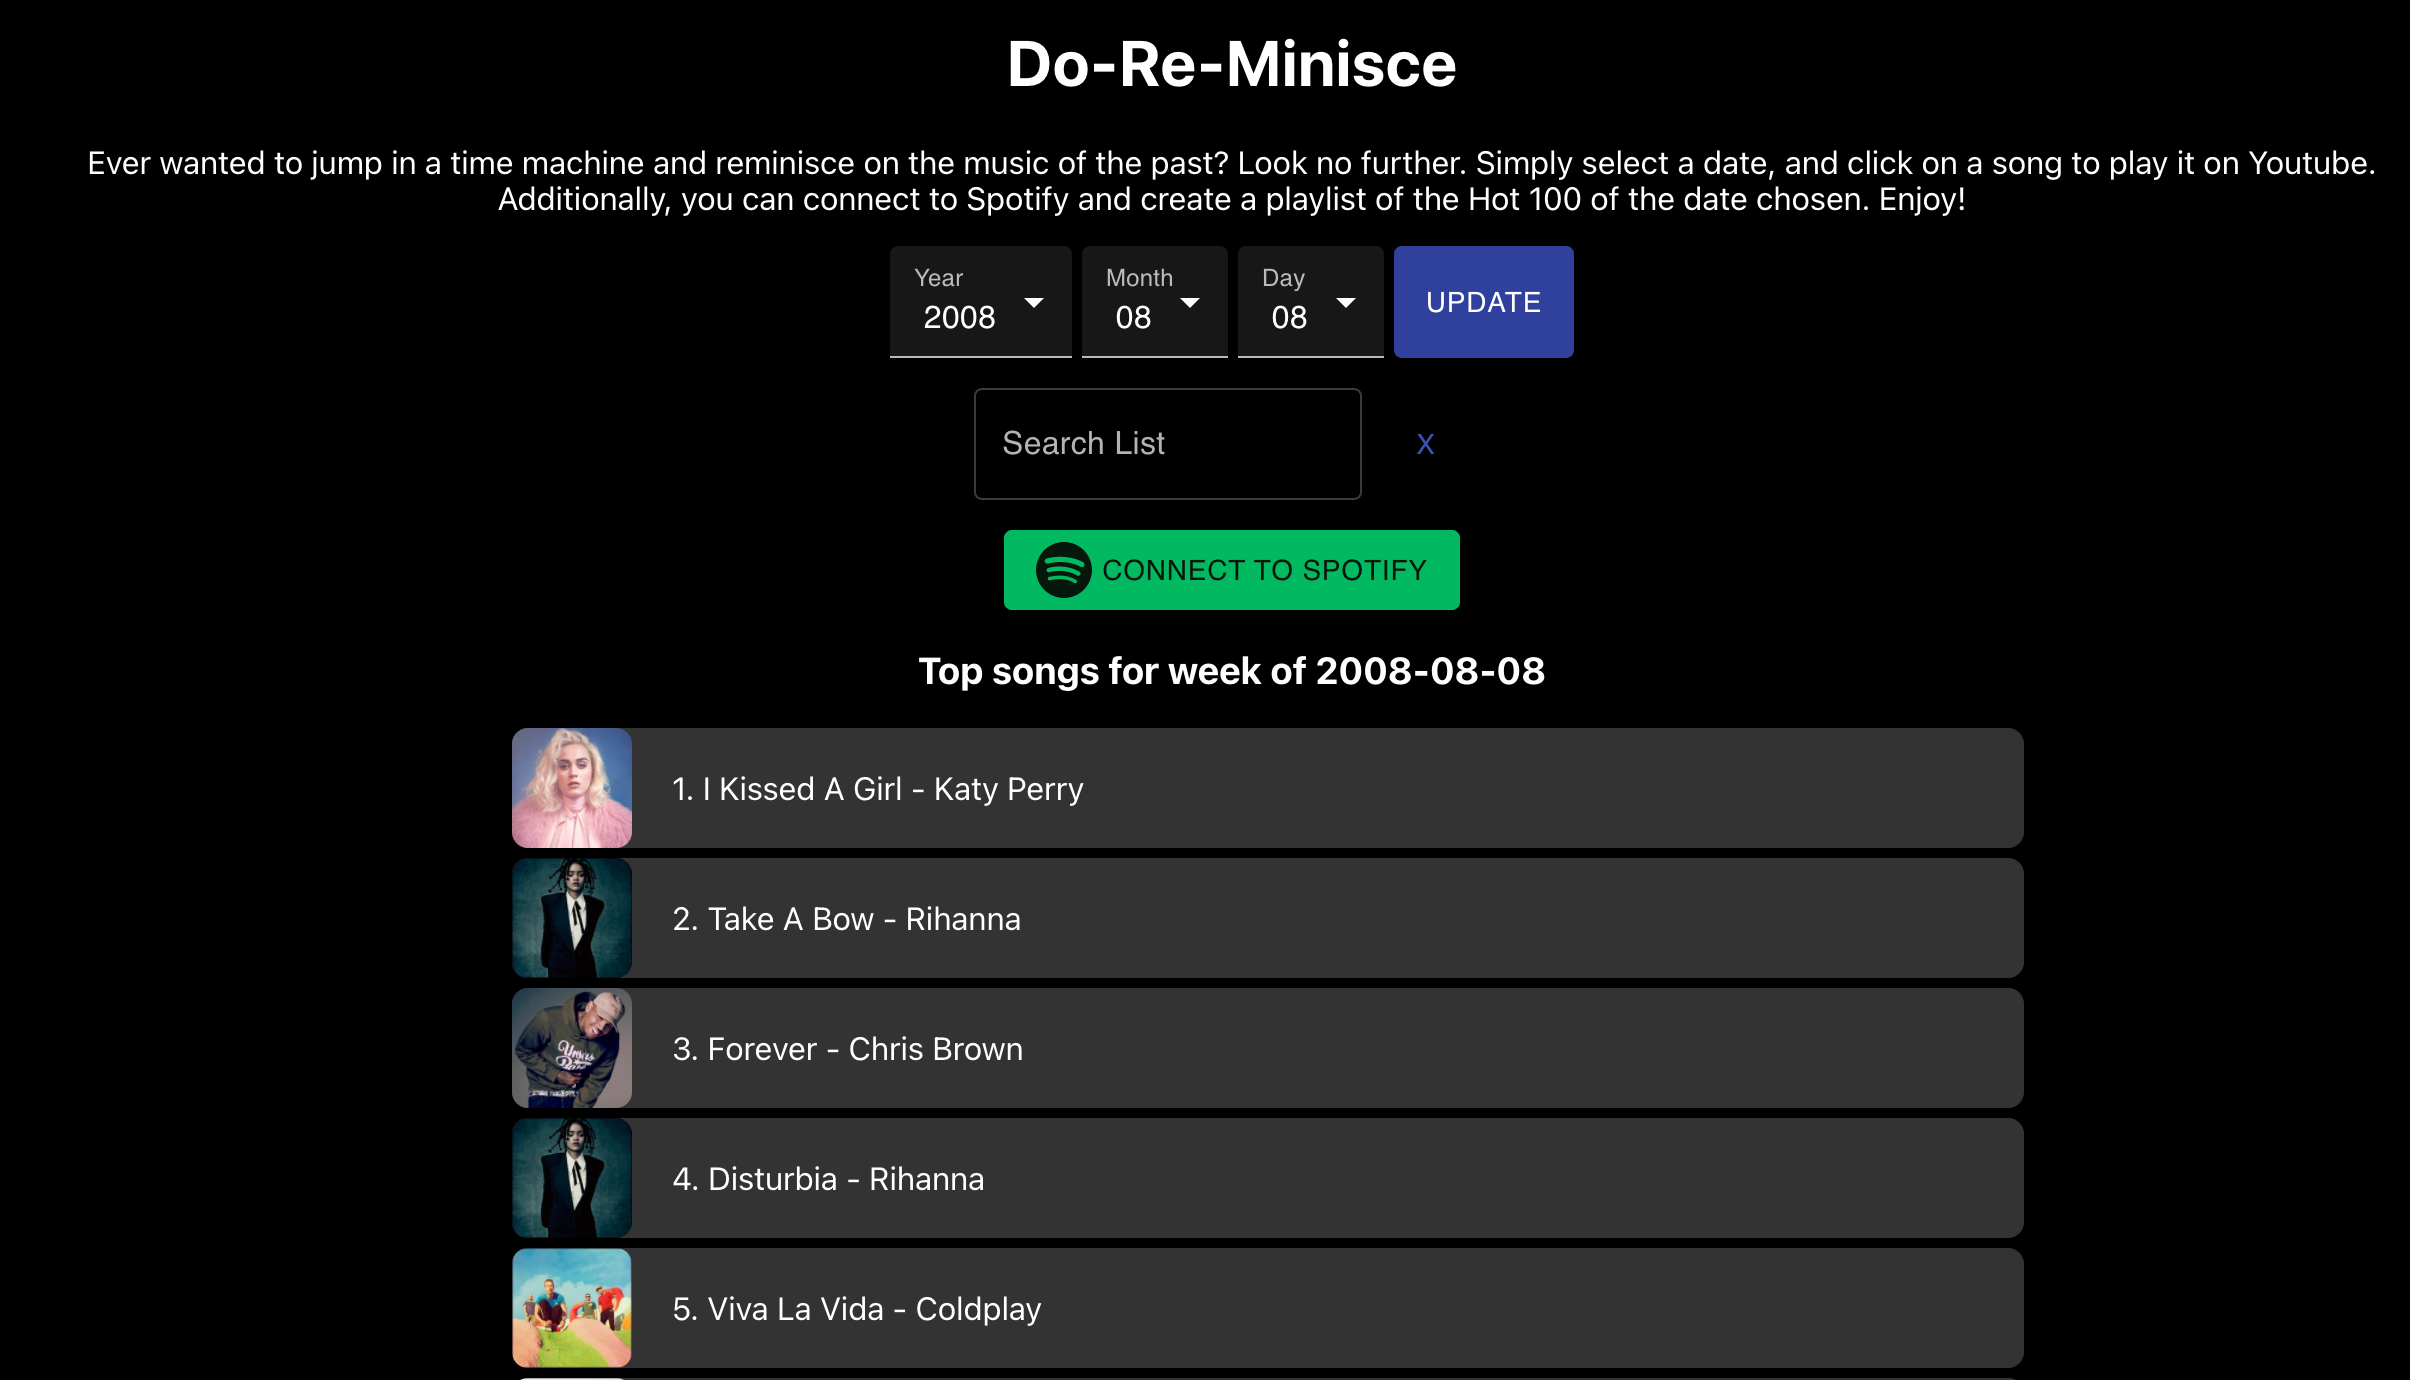 Do-Re-Minisce
Ever wanted to jump in a time machine and reminisce on the music of the past? Look no further. Simply select a date, and click on a song to play it on Youtube.
Additionally, you can connect to Spotify and create a playlist of the Hot 100 of the date chosen. Enjoy!
Year Month Day
2008 08 08 UPDATE
Search List X
CONNECT TO SPOTIFY
Top songs for week of 2008-08-08
1. I Kissed A Girl - Katy Perry
2. Take A Bow - Rihanna
3. Forever - Chris Brown
4. Disturbia - Rihanna
5. Viva La Vida - Coldplay